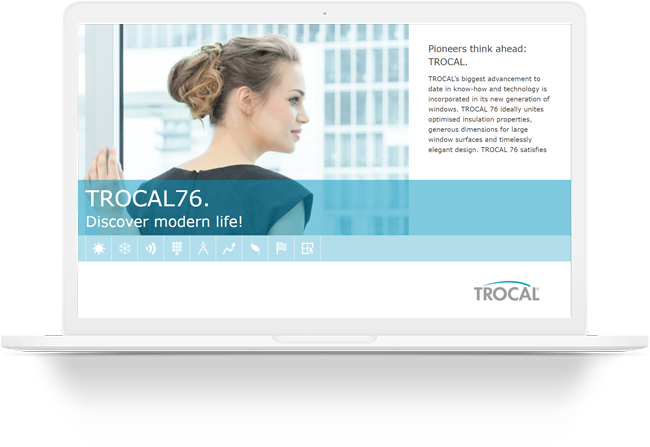 Pioneers think ahead:
TROCAL.
TROCAL's biggest advancement to
date in know-how and technology is
incorporated in its new generation of
windows. TROCAL 76 ideally unites
optimised insulation properties,
generous dimensions for large
window surfaces and timelessly
elegant design. TROCAL 76 satisfies
TROCAL76.
Discover modern life!
TROCAL®